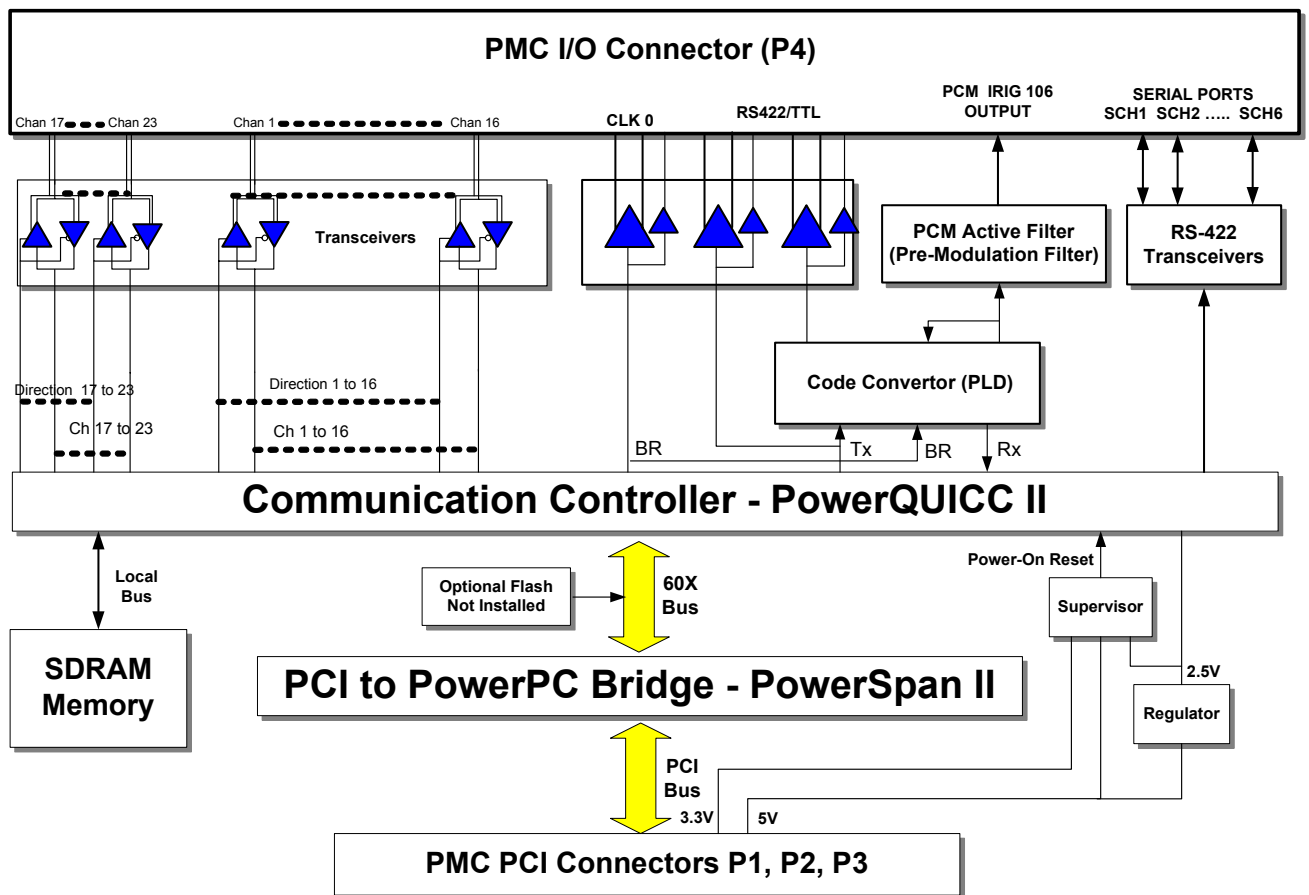 PMC I/O Connector (P4)
PCM IRIG 106
OUTPUT
SERIAL PORTS
SCH1 SCH2 ..... SCH6
Chan 17
Chan 23
Chan 1
Chan 16
CLK 0
RS422/TTL
Transceivers
PCM Active Filter
(Pre-Modulation Filter)
RS-422
Transceivers
Code Convertor (PLD)
Direction 17 to 23
Direction 1 to 16
Ch 17 to 23
Ch 1 to 16
BR
Tx
BR
Rx
Communication Controller - PowerQUICC II
Local
Bus
Optional Flash
Not Installed
60X
Bus
Power-On Reset
Supervisor
SDRAM
Memory
PCI to PowerPC Bridge - PowerSpan II
2.5V
Regulator
PCI
Bus
3.3V
5V
PMC PCI Connectors P1, P2, P3